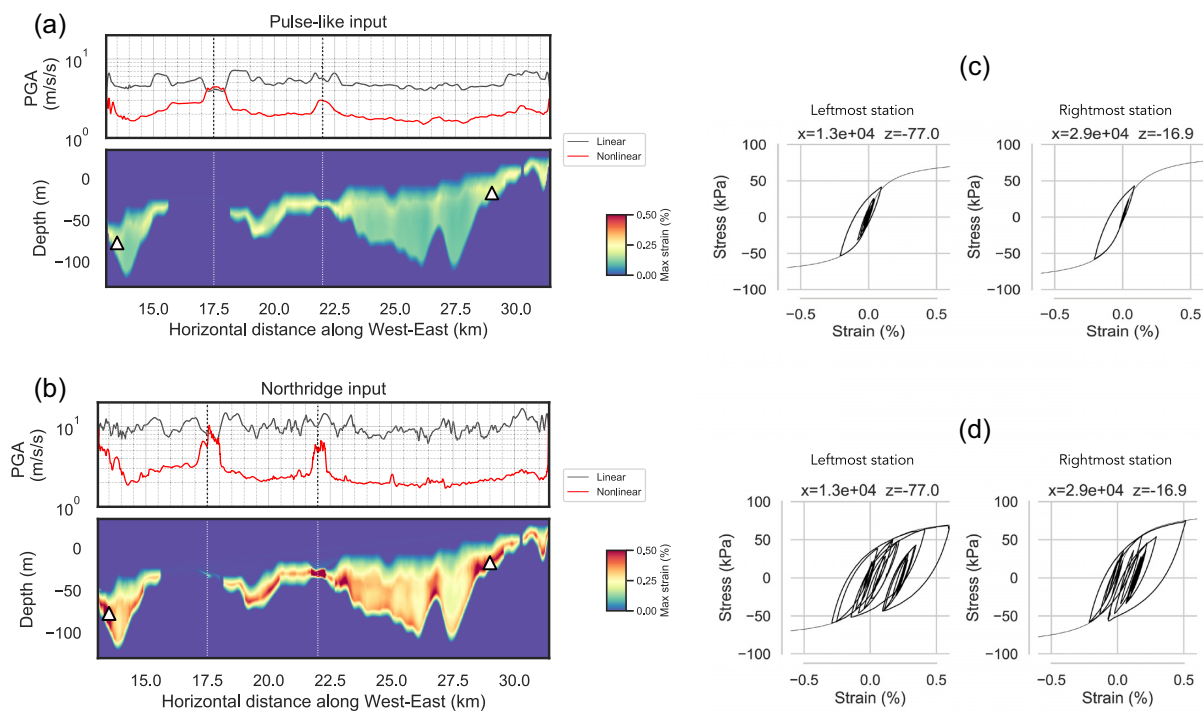 (a)
Pulse-like input
PGA
(m/s/s)
10¹
10⁰
Linear
Nonlinear
Depth (m)
0
−50
−100
0,50
0,25
0,00
Max strain (%)
15.0 17.5 20.0 22.5 25.0 27.5 30.0
Horizontal distance along West-East (km)
(b)
Northridge input
PGA
(m/s/s)
10¹
10⁰
Linear
Nonlinear
Depth (m)
0
−50
−100
0,50
0,25
0,00
Max strain (%)
15.0 17.5 20.0 22.5 25.0 27.5 30.0
Horizontal distance along West-East (km)
(c)
Leftmost station
x=1.3e+04 z=-77.0
Stress (kPa)
100
50
0
−50
−100
−0.5 0.0 0.5
Strain (%)
Rightmost station
x=2.9e+04 z=-16.9
Stress (kPa)
100
50
0
−50
−100
−0.5 0.0 0.5
Strain (%)
(d)
Leftmost station
x=1.3e+04 z=-77.0
Stress (kPa)
100
50
0
−50
−100
−0.5 0.0 0.5
Strain (%)
Rightmost station
x=2.9e+04 z=-16.9
Stress (kPa)
100
50
0
−50
−100
−0.5 0.0 0.5
Strain (%)